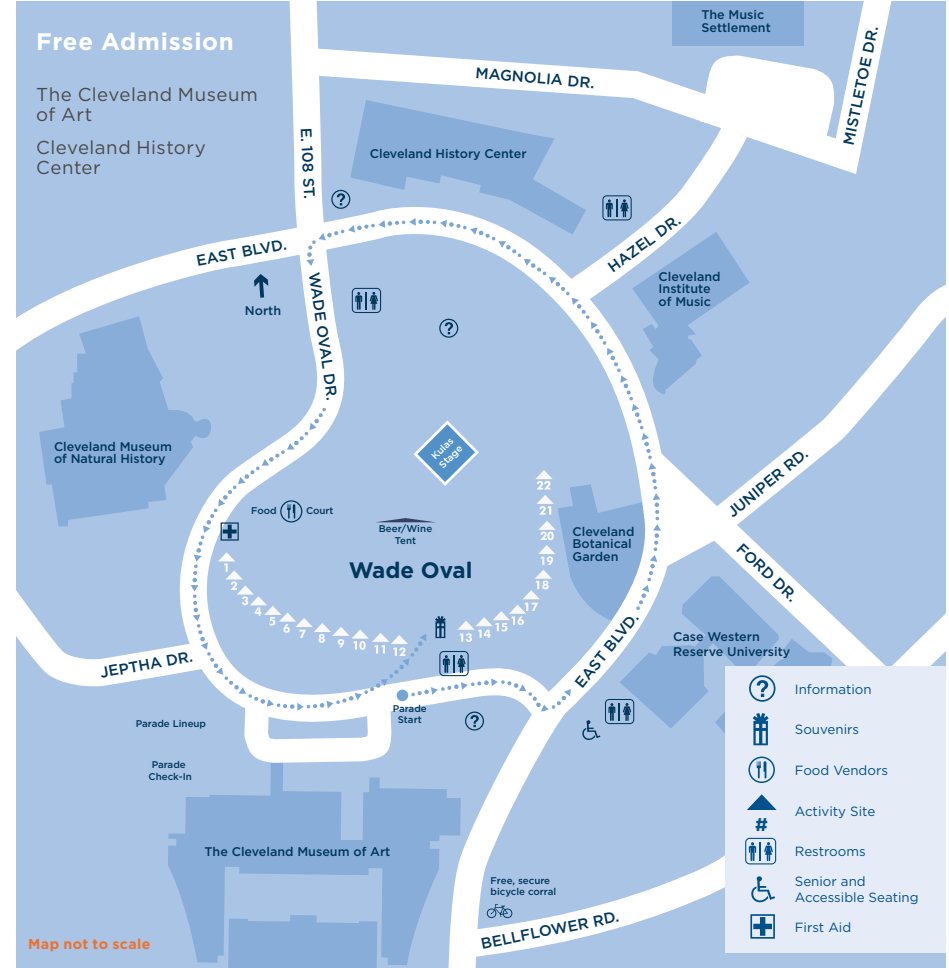 Free Admission
The Cleveland Museum
of Art
Cleveland History
Center
The Music
Settlement
MISTLETOE DR.
MAGNOLIA DR.
E. 108 ST.
Cleveland History Center
?
HAZEL DR.
EAST BLVD.
North
WADE OVAL DR.
?
Cleveland
Institute
of Music
Cleveland Museum
of Natural History
Kulas
Stage
JUNIPER RD.
Food
Court
Beer/Wine
Tent
Wade Oval
Cleveland
Botanical
Garden
FORD DR.
22
21
20
19
18
17
16
15
14
13
1
2
3
4
5
6
7
8
9
10
11
12
EAST BLVD.
Case Western
Reserve University
JEPTHA DR.
Parade
Start
?
Parade Lineup
Parade
Check-In
The Cleveland Museum of Art
Free, secure
bicycle corral
BELLFLOWER RD.
Map not to scale
? Information
Souvenirs
Food Vendors
# Activity Site
Restrooms
Senior and
Accessible Seating
First Aid